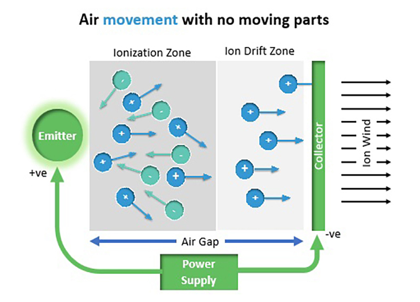 Air movement with no moving parts
Ionization Zone
Ion Drift Zone
Emitter
+ve
Collector
Ion Wind
-ve
Air Gap
Power
Supply